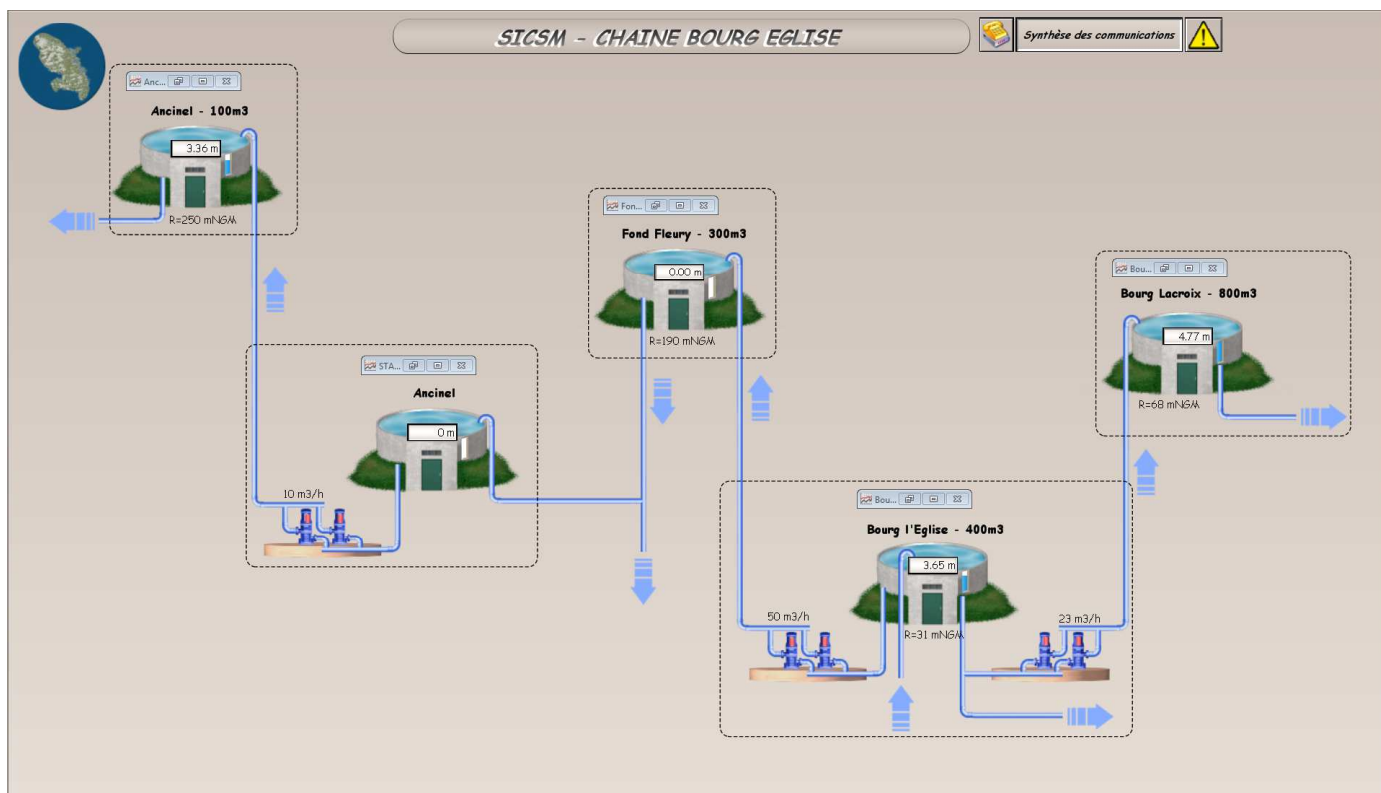 SICSM - CHAINE BOURG EGLISE
Synthèse des communications
Anc...
Ancinel - 100m3
3.36 m
R=250 mNGM
Fon...
Fond Fleury - 300m3
0.00 m
R=190 mNGM
Bou...
Bourg Lacroix - 800m3
4.77 m
R=68 mNGM
STA...
Ancinel
0 m
10 m3/h
Bou...
Bourg l'Eglise - 400m3
3.65 m
R=31 mNGM
50 m3/h
23 m3/h